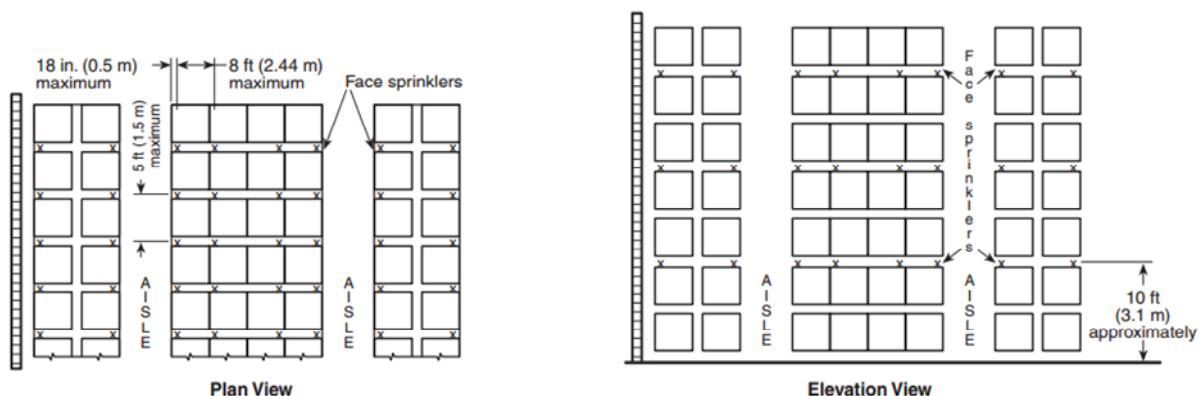 18 in. (0.5 m)
maximum
8 ft (2.44 m)
maximum
Face sprinklers
5 ft (1.5 m)
maximum
AISLE
AISLE
Plan View
Face sprinklers
AISLE
AISLE
10 ft
(3.1 m)
approximately
Elevation View